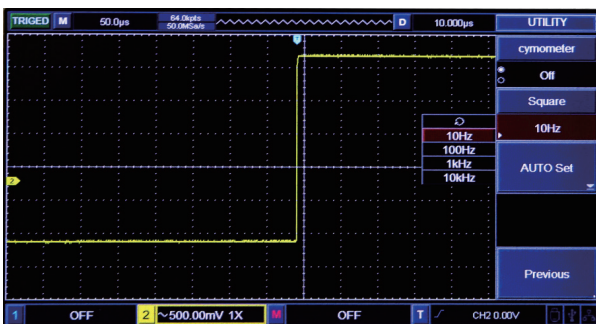 TRIGED M 50.0μs 64.0kpts 50.0MSa/s D 10.000μs UTILITY
cymometer
Off
Square
10Hz
10Hz
100Hz
1kHz
10kHz
AUTO Set
2
Previous
1 OFF 2 ~500.00mV 1X M OFF T CH2 0.00V